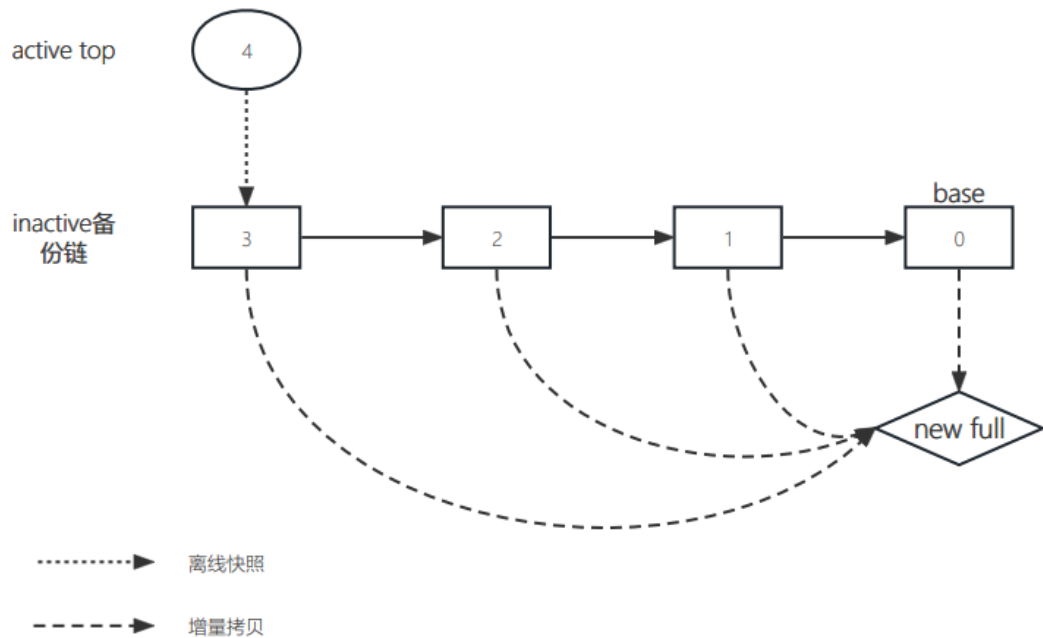 active top
4
inactive备
份链
3
2
1
base
0
new full
离线快照
增量拷贝